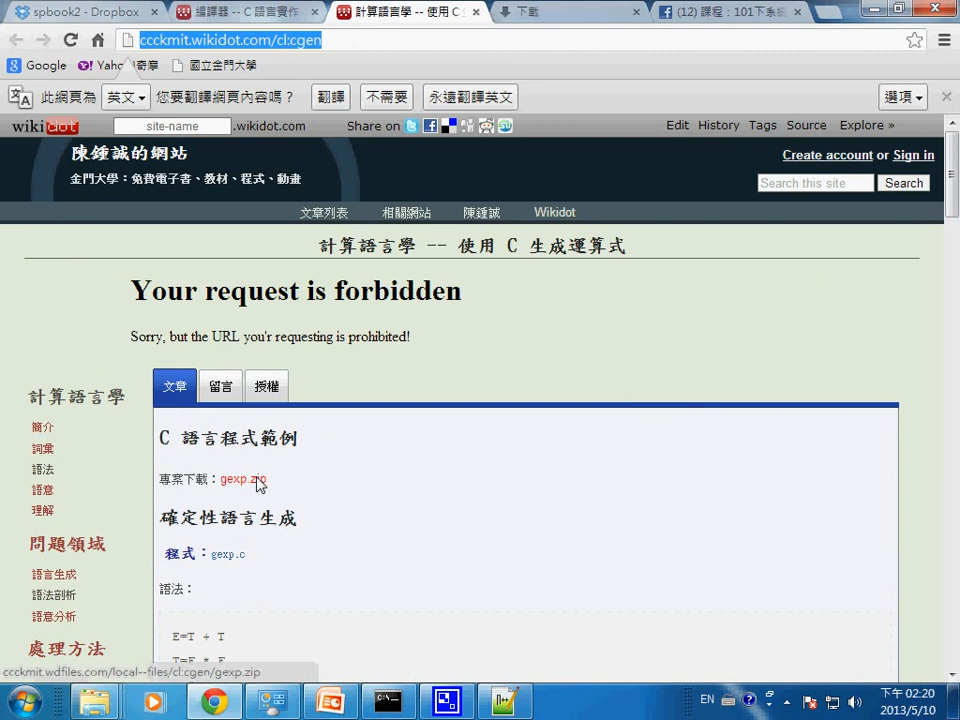 spbook2 - Dropbox
編譯器 -- C 語言實作
計算語言學 -- 使用 C
下載
(12) 課程：101下系統
ccckmit.wikidot.com/cl:cgen
Google
Yahoo!奇摩
國立金門大學
此網頁為 英文 您要翻譯網頁內容嗎？ 翻譯 不需要 永遠翻譯英文 選項
wikidot site-name .wikidot.com Share on Edit History Tags Source Explore »
陳鍾誠的網站
Create account or Sign in
金門大學：免費電子書、教材、程式、動畫
Search this site Search
文章列表 相關網站 陳鍾誠 Wikidot
計算語言學 -- 使用 C 生成運算式
Your request is forbidden
Sorry, but the URL you'r requesting is prohibited!
文章 留言 授權
計算語言學
簡介
詞彙
語法
語意
理解
問題領域
語言生成
語法剖析
語意分析
處理方法
C 語言程式範例
專案下載：gexp.zip
確定性語言生成
程式：gexp.c
語法：
E=T + T
T=F * F
ccckmit.wdfiles.com/local--files/cl:cgen/gexp.zip
EN
下午 02:20
2013/5/10